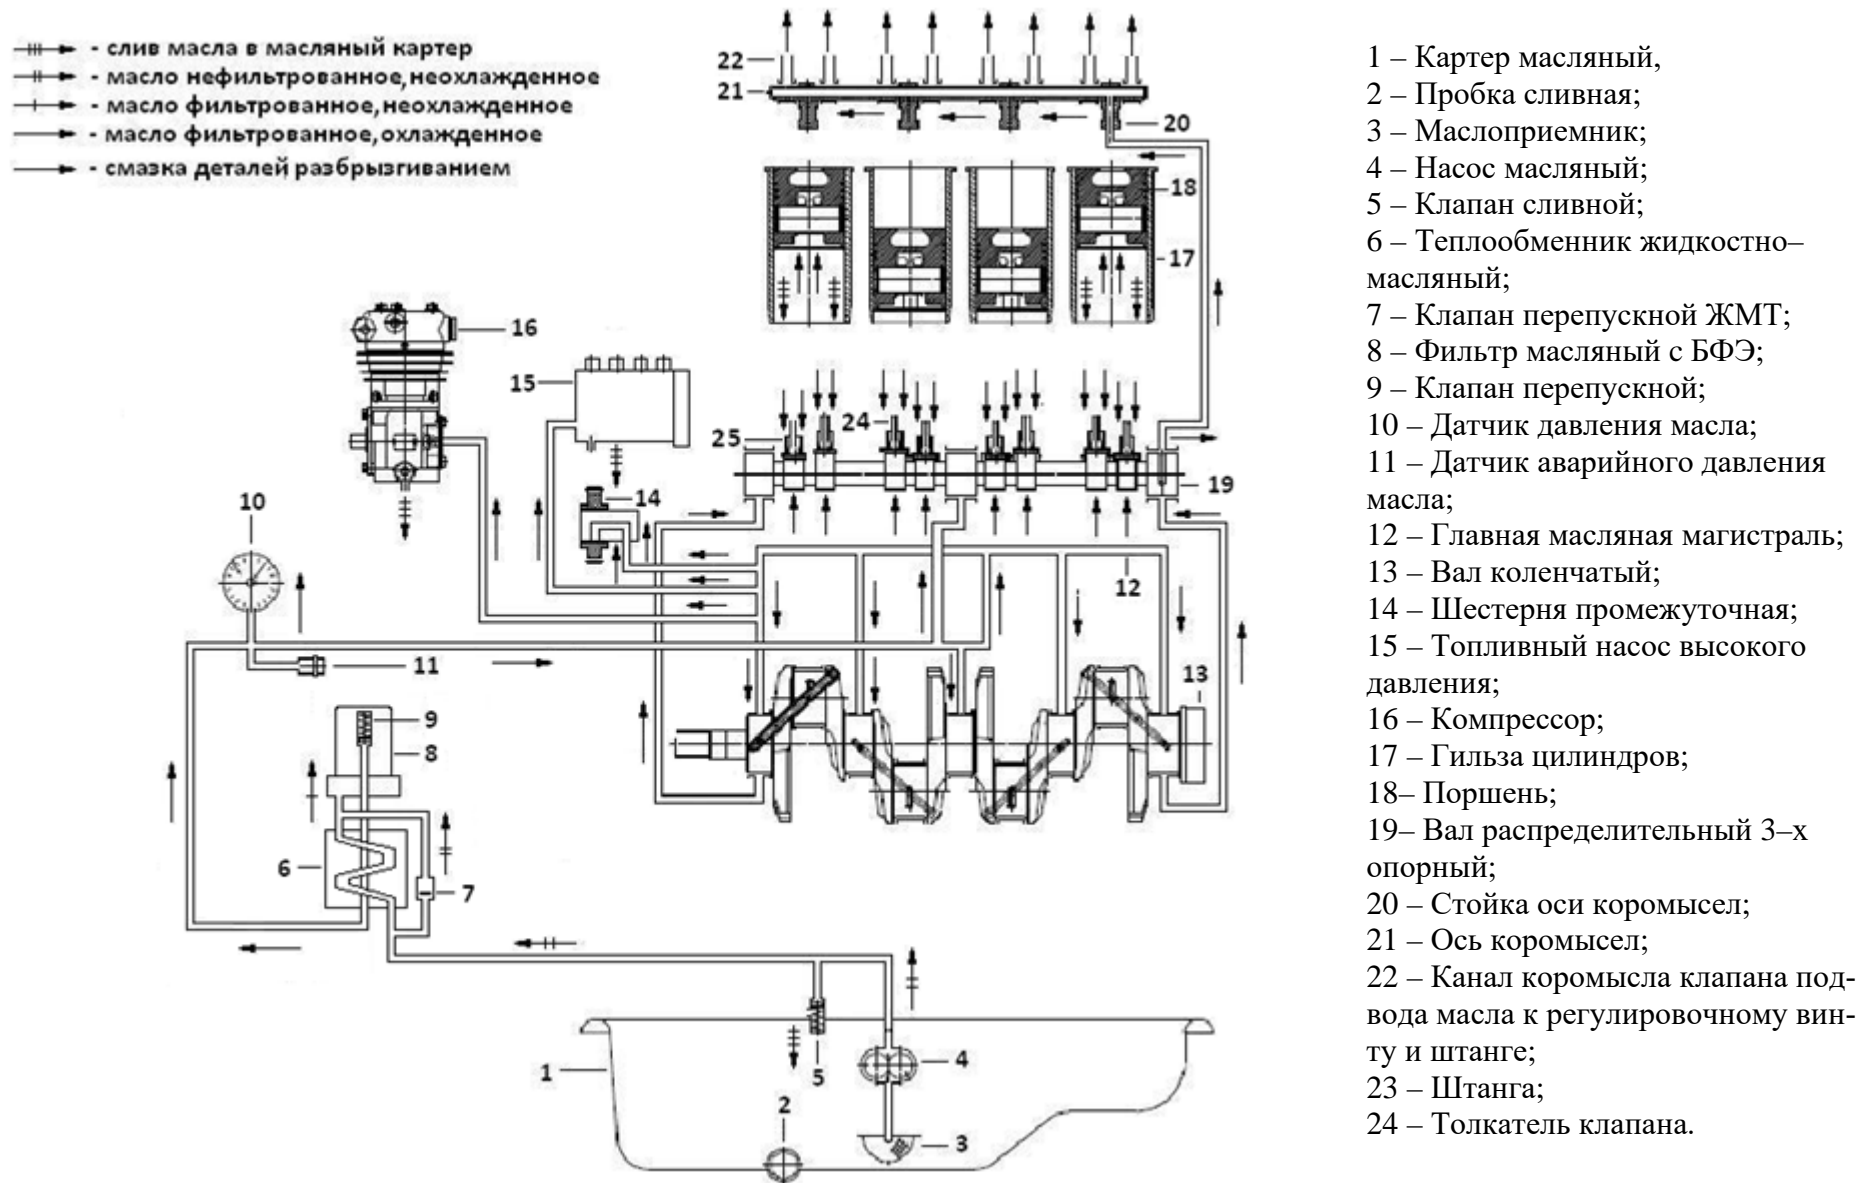 - слив масла в масляный картер
- масло нефильтрованное, неохлажденное
- масло фильтрованное, неохлажденное
- масло фильтрованное, охлажденное
- смазка деталей разбрызгиванием
22
21
20
18
17
16
15
24
25
14
19
10
12
11
13
9
8
6
7
4
1
5
2
3
1 – Картер масляный,
2 – Пробка сливная;
3 – Маслоприемник;
4 – Насос масляный;
5 – Клапан сливной;
6 – Теплообменник жидкостно–
масляный;
7 – Клапан перепускной ЖМТ;
8 – Фильтр масляный с БФЭ;
9 – Клапан перепускной;
10 – Датчик давления масла;
11 – Датчик аварийного давления
масла;
12 – Главная масляная магистраль;
13 – Вал коленчатый;
14 – Шестерня промежуточная;
15 – Топливный насос высокого
давления;
16 – Компрессор;
17 – Гильза цилиндров;
18– Поршень;
19– Вал распределительный 3–х
опорный;
20 – Стойка оси коромысел;
21 – Ось коромысел;
22 – Канал коромысла клапана под-
вода масла к регулировочному вин-
ту и штанге;
23 – Штанга;
24 – Толкатель клапана.